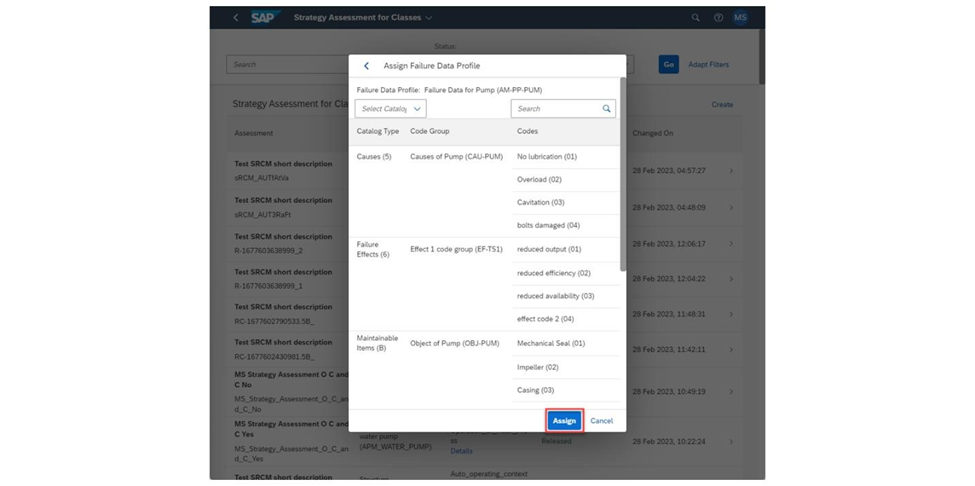 SAP Strategy Assessment for Classes
MS
Status:
Search
Go Adapt Filters
Strategy Assessment for Cla
Create
Assessment
Changed On
Test SRCM short description
28 Feb 2023, 04:57:27
Test SRCM short description
sRCM_AUT3RaFt
28 Feb 2023, 04:48:09
Test SRCM short description
R-1677603638999_2
28 Feb 2023, 12:06:17
Test SRCM short description
R-1677603638999_1
28 Feb 2023, 12:04:22
Test SRCM short description
RC-1677602790533.5B_
28 Feb 2023, 11:48:31
Test SRCM short description
RC-1677602430981.5B_
28 Feb 2023, 11:42:11
MS Strategy Assessment O C and
C No
MS_Strategy_Assessment_O_C_an
d_C_No
28 Feb 2023, 10:49:19
MS Strategy Assessment O C and
C Yes
MS_Strategy_Assessment_O_C_an
d_C_Yes
water pump
(APM_WATER_PUMP)
ss
Details
Released
28 Feb 2023, 10:22:24
Test SRCM short description
Structure
Auto_operating_context
Assign Failure Data Profile
Failure Data Profile: Failure Data for Pump (AM-PP-PUM)
Select Catalog
Search
Catalog Type Code Group Codes
Causes (5) Causes of Pump (CAU-PUM) No lubrication (01)
Overload (02)
Cavitation (03)
bolts damaged (04)
Failure
Effects (6)
Effect 1 code group (EF-TS1) reduced output (01)
reduced efficiency (02)
reduced availability (03)
effect code 2 (04)
Maintainable
Items (B)
Object of Pump (OBJ-PUM) Mechanical Seal (01)
Impeller (02)
Casing (03)
Assign Cancel